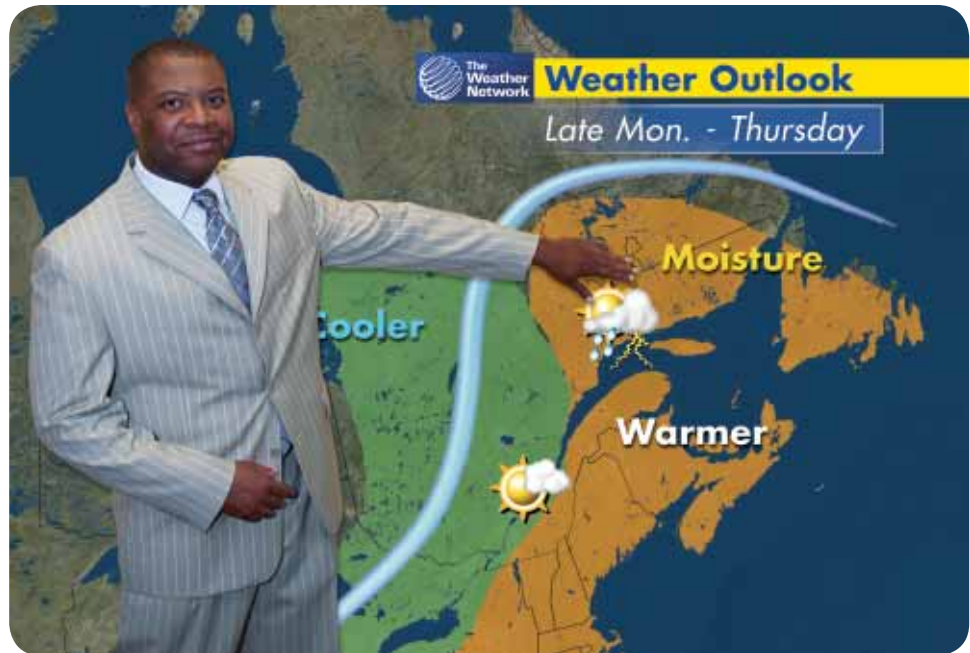 The
Weather
Network
Weather Outlook
Late Mon. - Thursday
Moisture
Cooler
Warmer